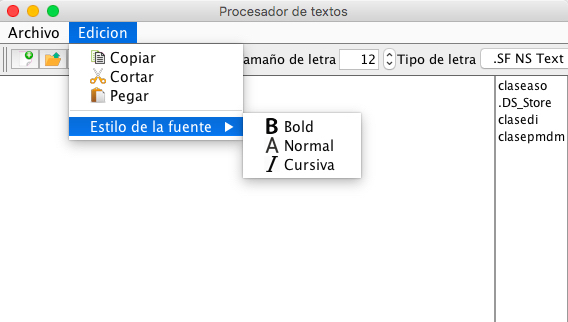 Procesador de textos
Archivo Edicion
amaño de letra 12 Tipo de letra .SF NS Text
Copiar
Cortar
Pegar
Estilo de la fuente
Bold
Normal
Cursiva
claseaso
.DS_Store
clasedi
clasepmdm